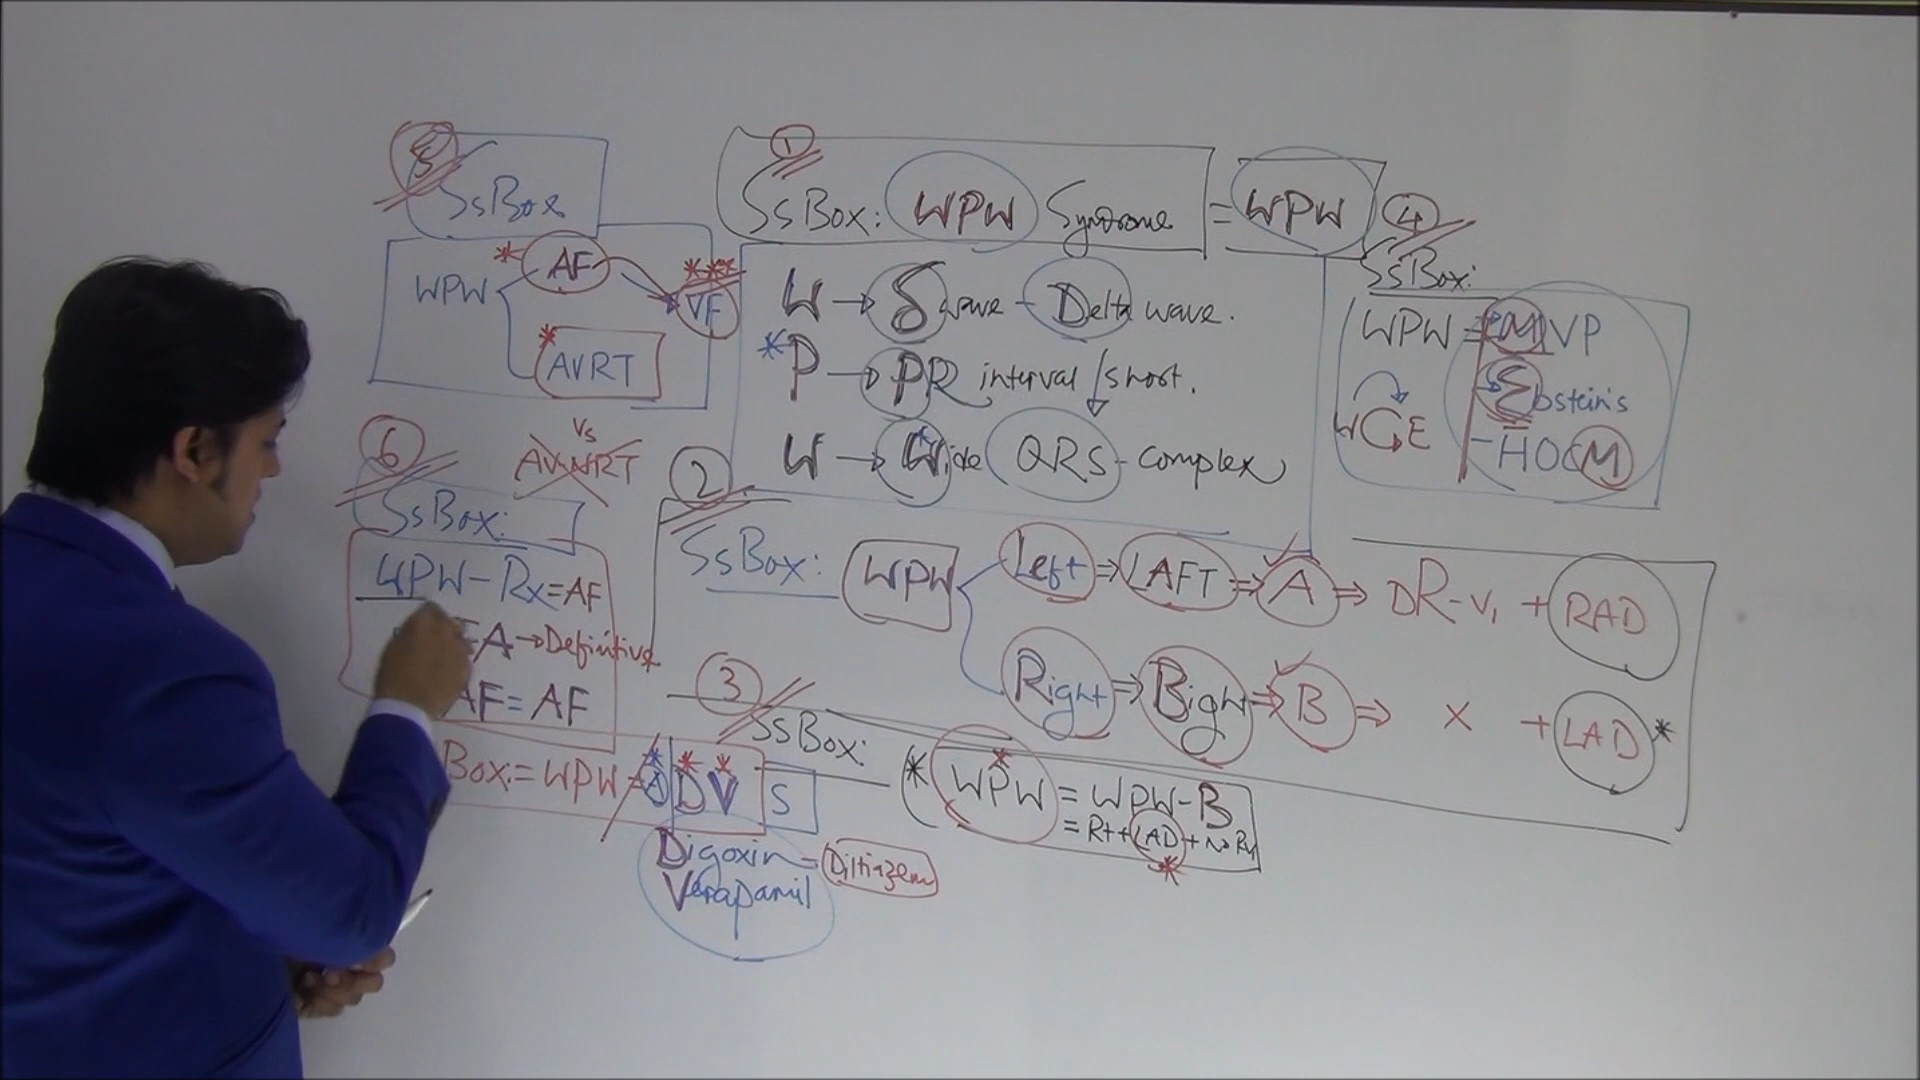 5
SsBox
WPW
* AF
*** VF
* AVRT
Vs
AVNRT
1
SsBox: WPW Syndrome = WPW
W → δ wave - Delta wave.
*P → PR interval / short.
W → Wide QRS - complex
4
SsBox:
WPW = MVP
Ebstein's
- HOCM
W E
6
SsBox:
WPW - Rx = AF
A → Definitive
AF = AF
Box: = WPW = * A * D * V S
Digoxin - Diltiazem
Verapamil
2
SsBox: WPW
Left ⇒ LAFT ⇒ A ⇒ DR - V1 + RAD
Right ⇒ Bight ⇒ B ⇒ X + LAD *
3
SsBox:
(* WPW * = WPW - B
= Rt + LAD + No Rv
*